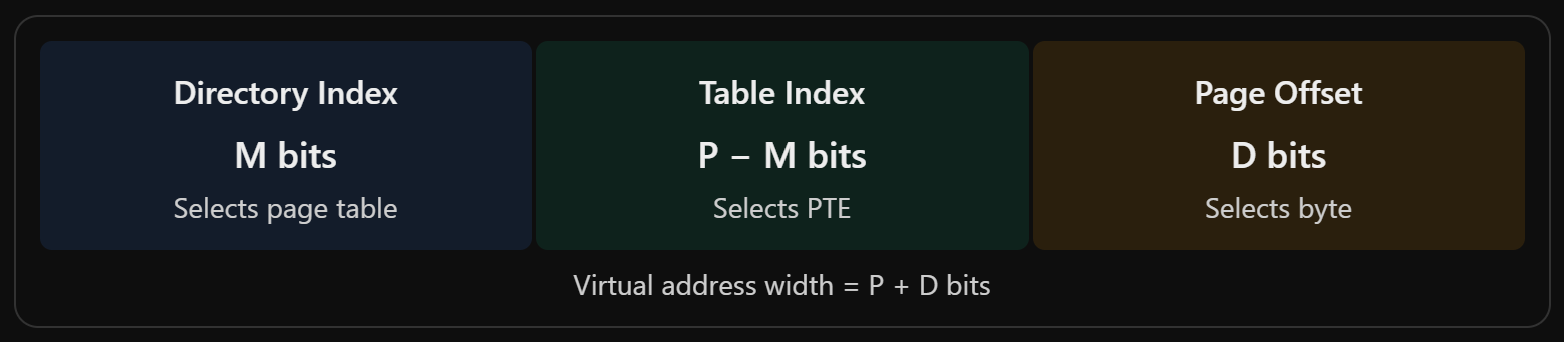 Directory Index
M bits
Selects page table
Table Index
P − M bits
Selects PTE
Page Offset
D bits
Selects byte
Virtual address width = P + D bits